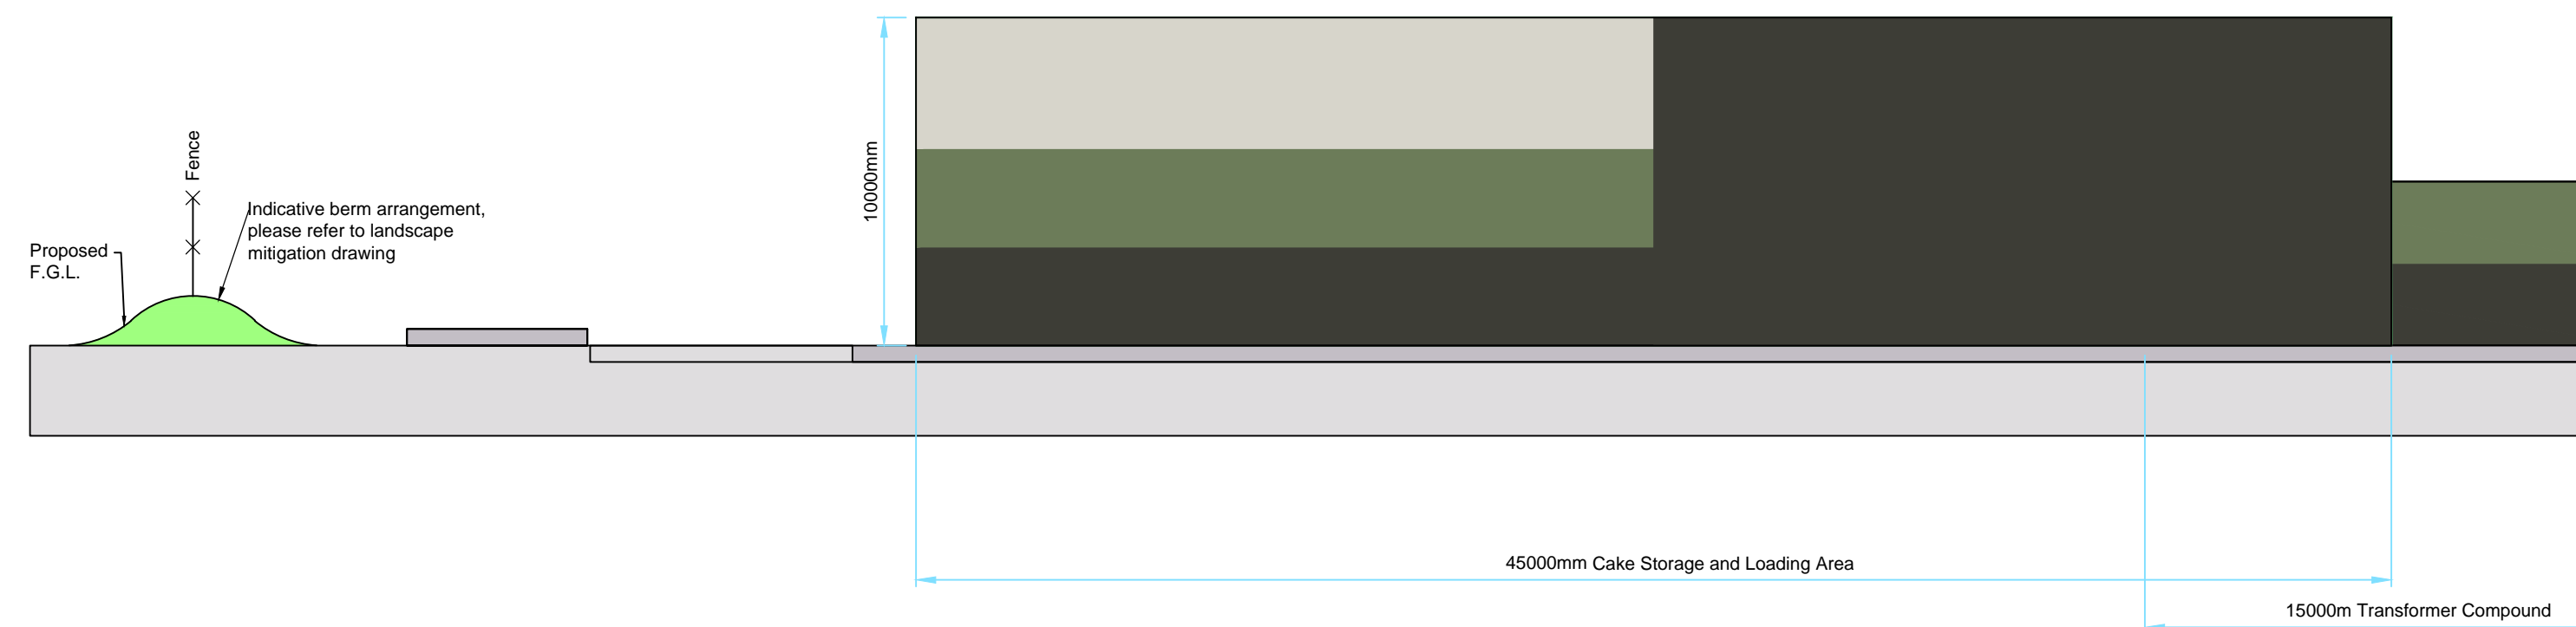 Fence
Indicative berm arrangement,
please refer to landscape
mitigation drawing
Proposed
F.G.L.
10000mm
45000mm Cake Storage and Loading Area
15000m Transformer Compound